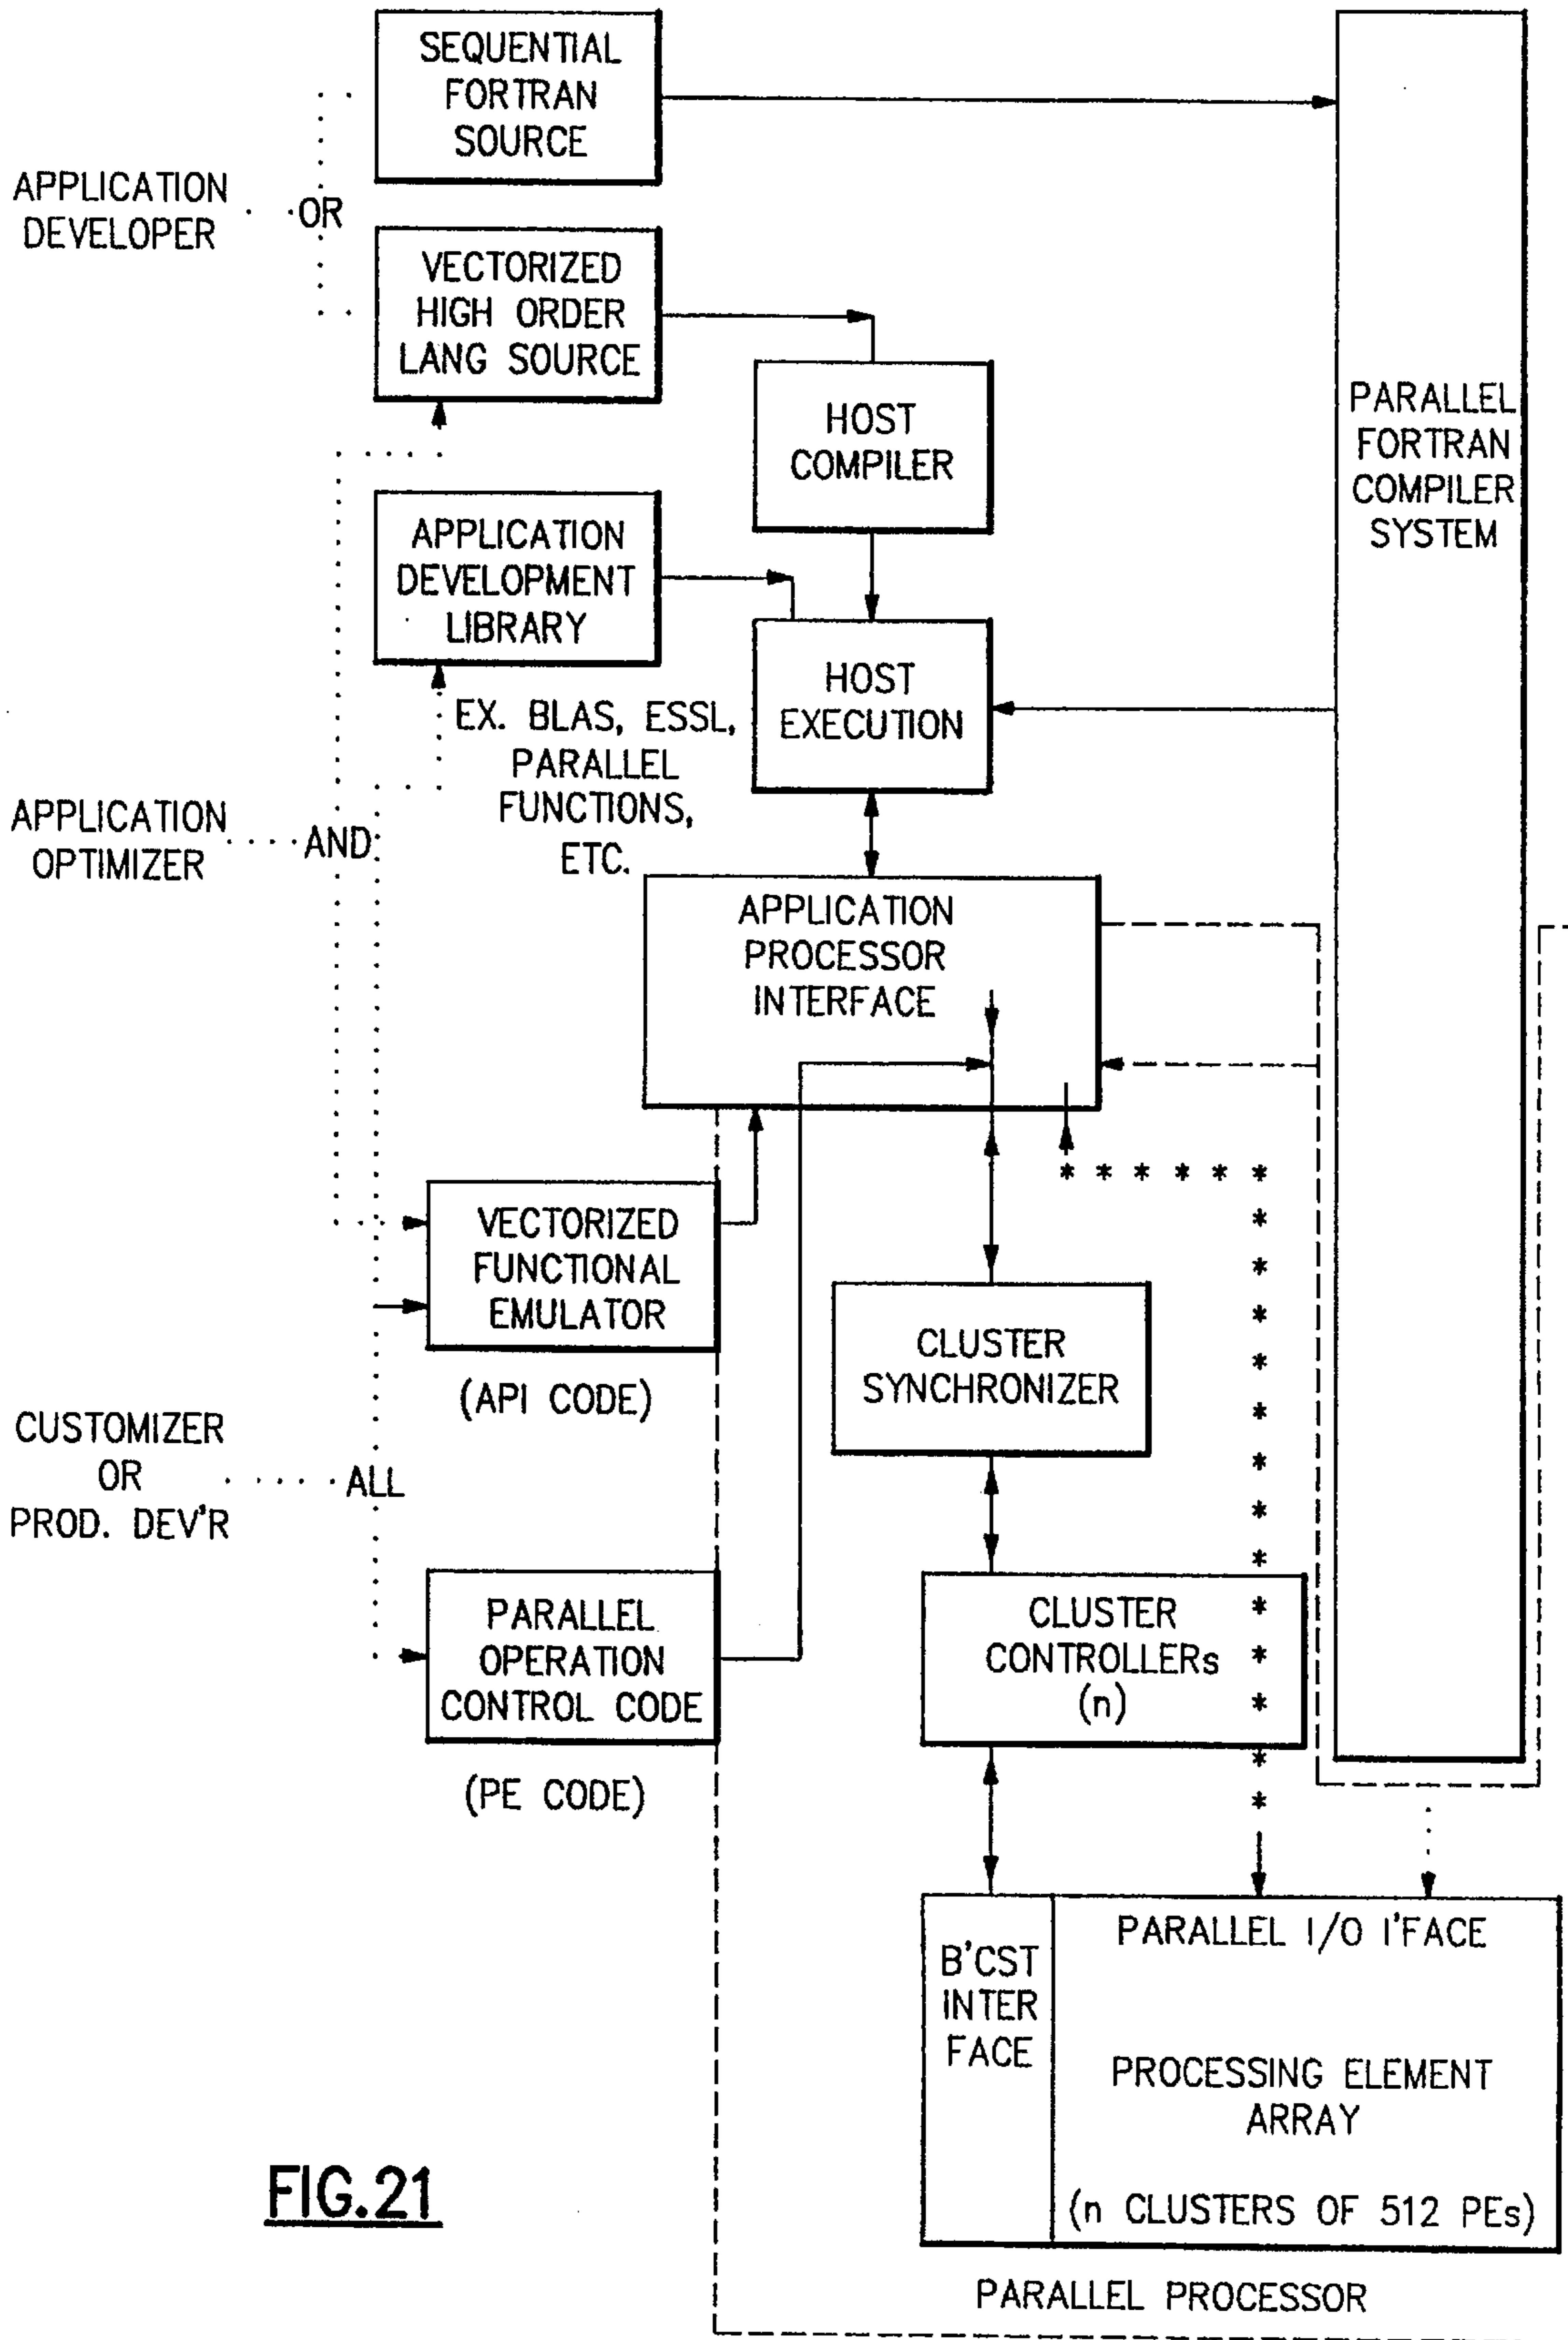 SEQUENTIAL
FORTRAN
SOURCE
APPLICATION
DEVELOPER
OR
VECTORIZED
HIGH ORDER
LANG SOURCE
HOST
COMPILER
PARALLEL
FORTRAN
COMPILER
SYSTEM
APPLICATION
DEVELOPMENT
LIBRARY
HOST
EXECUTION
EX. BLAS, ESSL,
PARALLEL
FUNCTIONS,
ETC.
APPLICATION
OPTIMIZER
AND
APPLICATION
PROCESSOR
INTERFACE
VECTORIZED
FUNCTIONAL
EMULATOR
(API CODE)
CLUSTER
SYNCHRONIZER
CUSTOMIZER
OR
PROD. DEV'R
ALL
PARALLEL
OPERATION
CONTROL CODE
(PE CODE)
CLUSTER
CONTROLLERs
(n)
B'CST
INTER
FACE
PARALLEL I/O I'FACE
PROCESSING ELEMENT
ARRAY
(n CLUSTERS OF 512 PEs)
PARALLEL PROCESSOR
FIG.21